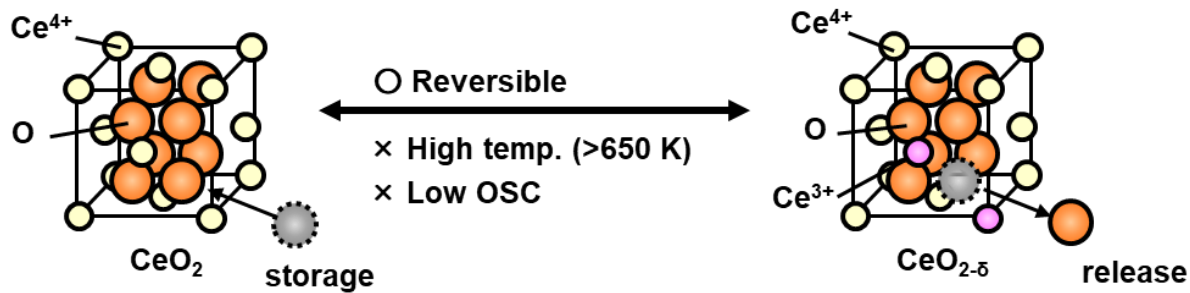 Ce⁴⁺
O
CeO₂
storage
○ Reversible
× High temp. (>650 K)
× Low OSC
Ce⁴⁺
O
Ce³⁺
CeO₂₋δ
release